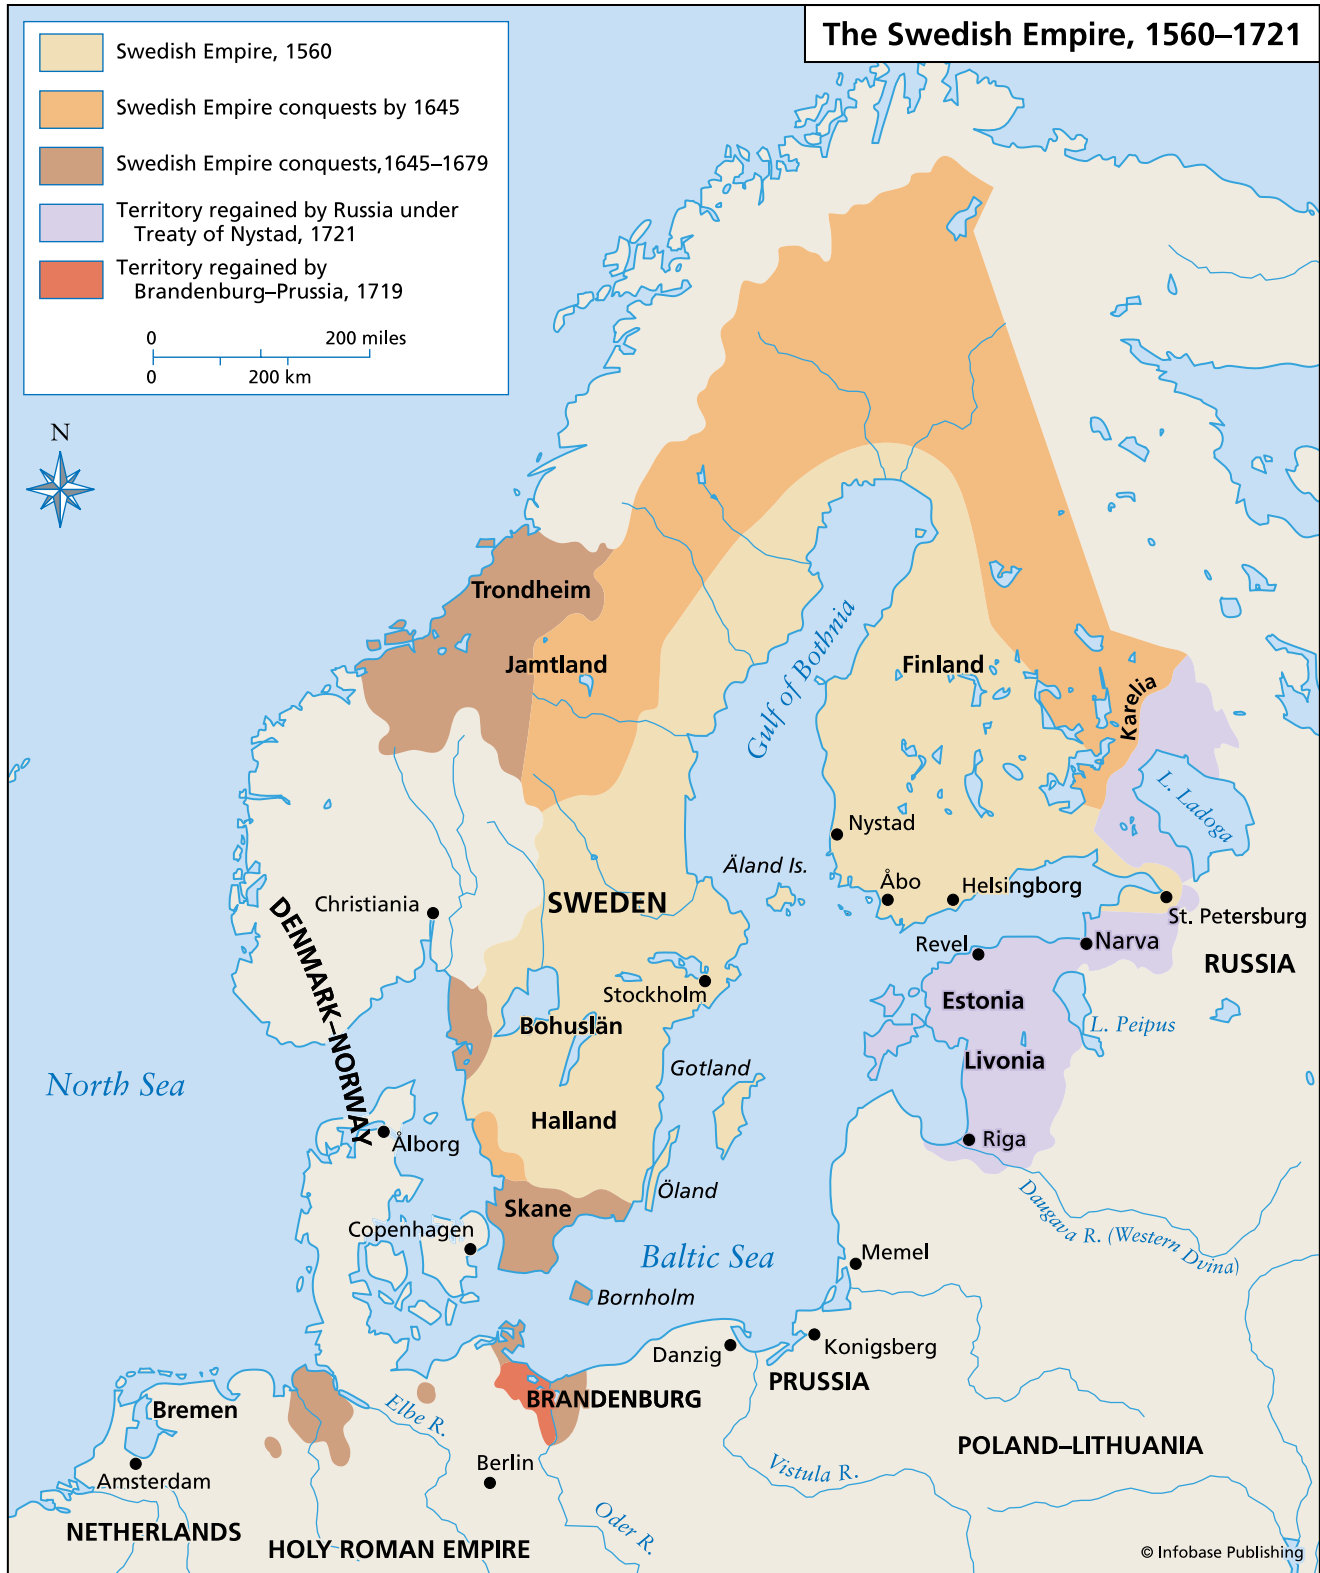 The Swedish Empire, 1560–1721
Swedish Empire, 1560
Swedish Empire conquests by 1645
Swedish Empire conquests,1645–1679
Territory regained by Russia under
Treaty of Nystad, 1721
Territory regained by
Brandenburg–Prussia, 1719
0 200 miles
0 200 km
N
Trondheim
Jamtland
Finland
Gulf of Bothnia
Karelia
L. Ladoga
Nystad
Äland Is.
Åbo
Helsingborg
SWEDEN
Christiania
St. Petersburg
DENMARK–NORWAY
Revel
Narva
RUSSIA
Stockholm
Estonia
Bohuslän
L. Peipus
Gotland
Livonia
North Sea
Halland
Ålborg
Riga
Öland
Skane
Daugava R. (Western Dvina)
Copenhagen
Baltic Sea
Memel
Bornholm
Danzig
Konigsberg
PRUSSIA
BRANDENBURG
Bremen
Elbe R.
POLAND–LITHUANIA
Berlin
Vistula R.
Amsterdam
Oder R.
NETHERLANDS
HOLY ROMAN EMPIRE
© Infobase Publishing